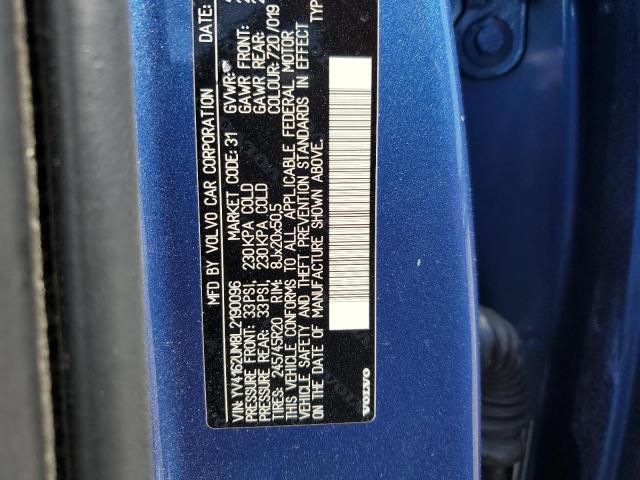 MFD BY VOLVO CAR CORPORATION DATE:
MARKET CODE: 31 GVWR:
GAWR FRONT:
GAWR REAR:
VIN: YV4162UM8L2190096
PRESSURE FRONT: 33PSI, 230KPA COLD
PRESSURE REAR: 33PSI, 230KPA COLD COLOUR: 720/019
TIRES: 245/45R20 RIM: 8Jx20x50.5
THIS VEHICLE CONFORMS TO ALL APPLICABLE FEDERAL MOTOR
VEHICLE SAFETY AND THEFT PREVENTION STANDARDS IN EFFECT
ON THE DATE OF MANUFACTURE SHOWN ABOVE. TYP
VOLVO